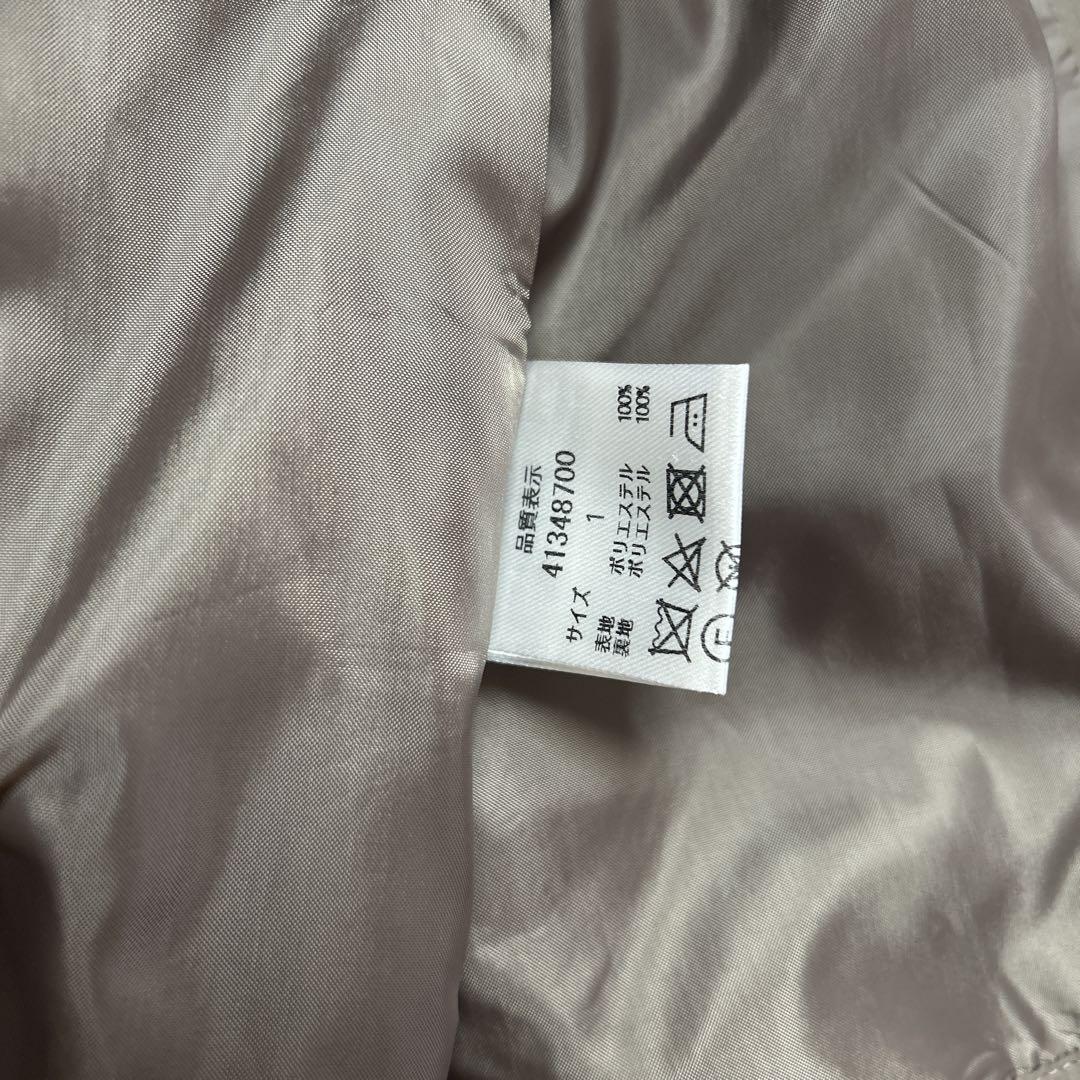 品質表示
41348700
サイズ 1
表地 ポリエステル 100%
裏地 ポリエステル 100%
F